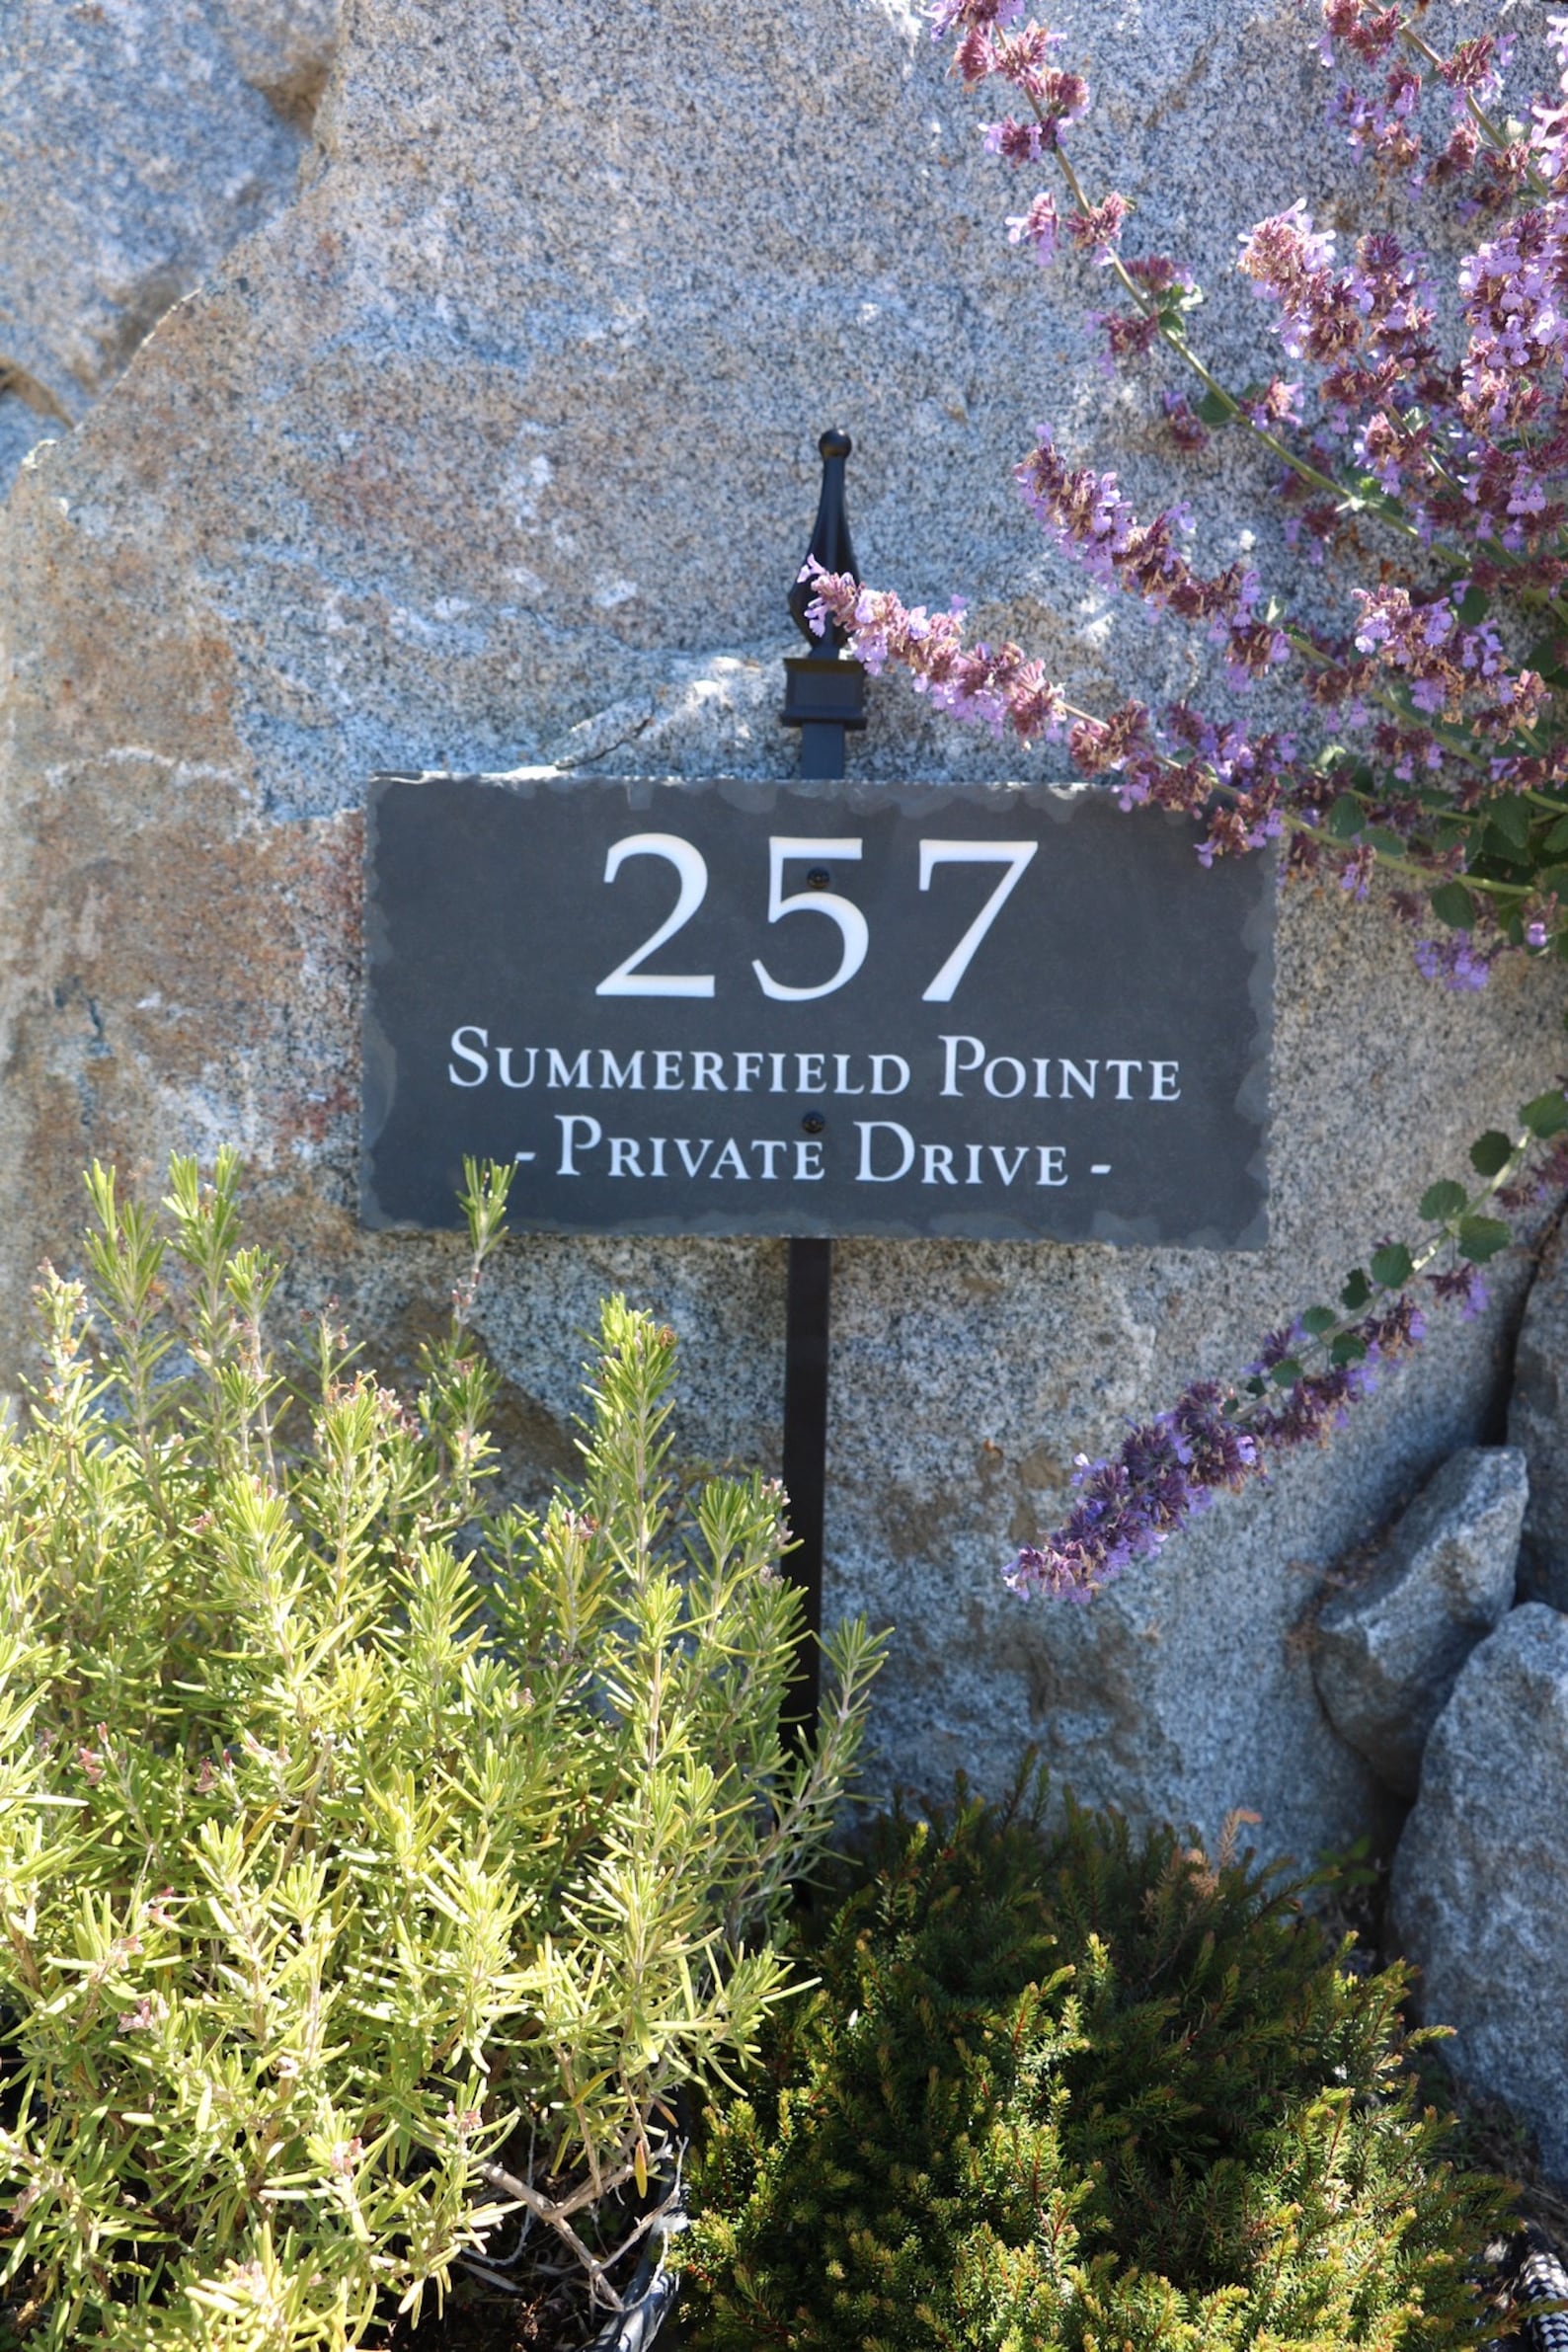 257
Summerfield Pointe
- Private Drive -